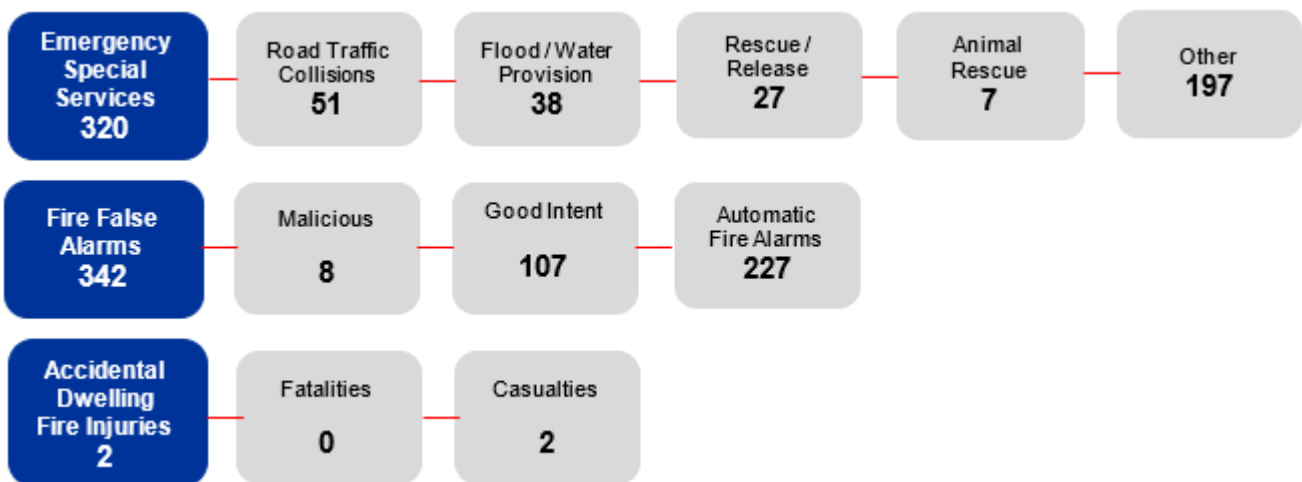 Emergency
Special
Services
320
Road Traffic
Collisions
51
Flood / Water
Provision
38
Rescue /
Release
27
Animal
Rescue
7
Other
197
Fire False
Alarms
342
Malicious
8
Good Intent
107
Automatic
Fire Alarms
227
Accidental
Dwelling
Fire Injuries
2
Fatalities
0
Casualties
2